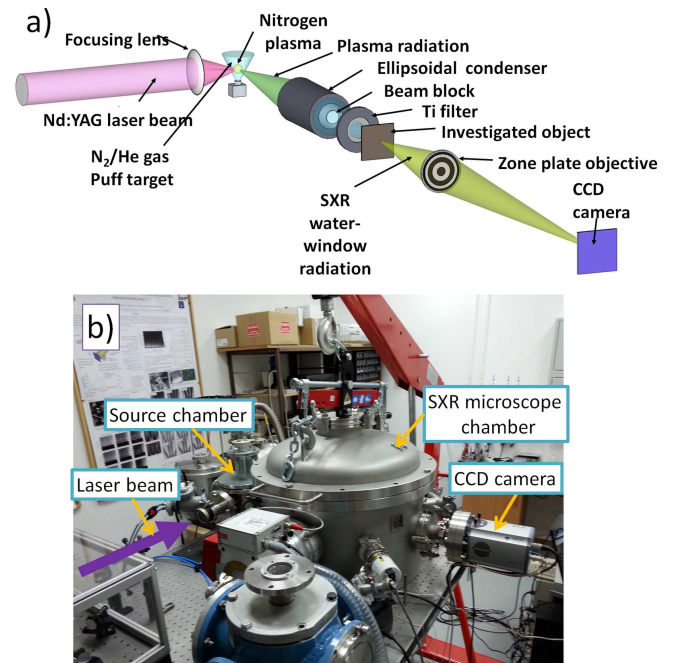 a)
Focusing lens
Nitrogen
plasma
Plasma radiation
Ellipsoidal condenser
Beam block
Ti filter
Investigated object
Nd:YAG laser beam
N₂/He gas
Puff target
Zone plate objective
SXR
water-
window
radiation
CCD
camera
b)
Source chamber
SXR microscope
chamber
Laser beam
CCD camera